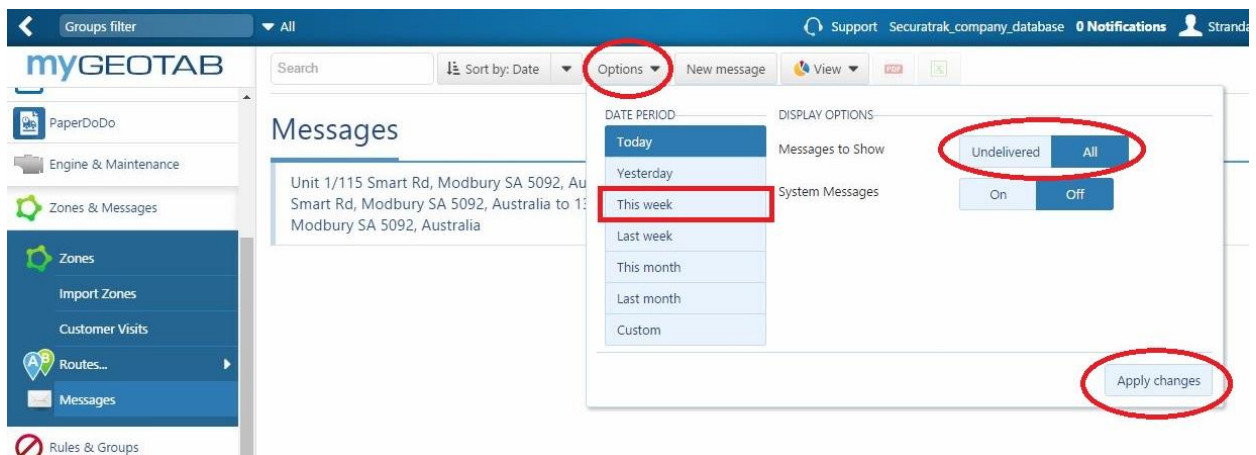 Groups filter
All
Support Securatrak_company_database 0 Notifications Stranda
myGEOTAB
Search
Sort by: Date
Options
New message
View
PaperDoDo
Engine & Maintenance
Zones & Messages
Zones
Import Zones
Customer Visits
Routes...
Messages
Rules & Groups
Messages
Unit 1/115 Smart Rd, Modbury SA 5092, Au
Smart Rd, Modbury SA 5092, Australia to 13
Modbury SA 5092, Australia
DATE PERIOD
Today
Yesterday
This week
Last week
This month
Last month
Custom
DISPLAY OPTIONS
Messages to Show
Undelivered All
System Messages
On Off
Apply changes